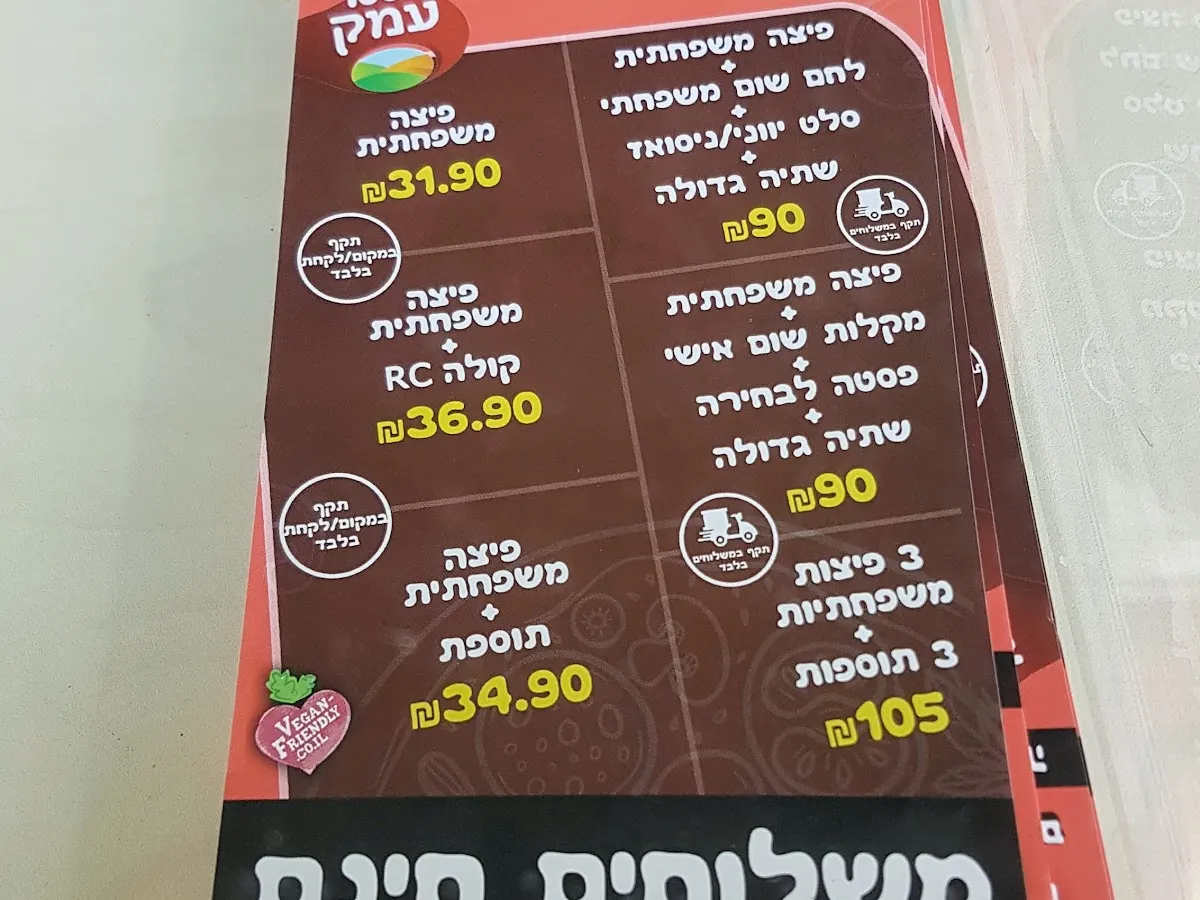 עמק
פיצה משפחתית
+
לחם שום משפחתי
+
סלט יווני/ניסואד
+
שתיה גדולה
₪90
תקף במשלוחים
בלבד
פיצה
משפחתית
₪31.90
תקף
במקום/לקחת
בלבד
פיצה משפחתית
+
מקלות שום אישי
+
פסטה לבחירה
+
שתיה גדולה
₪90
תקף במשלוחים
בלבד
פיצה
משפחתית
+
קולה RC
₪36.90
תקף
במקום/לקחת
בלבד
3 פיצות
משפחתיות
+
3 תוספות
₪105
פיצה
משפחתית
+
תוספת
₪34.90
VEGAN-
FRIENDLY
.CO.IL
משלוחים חינם